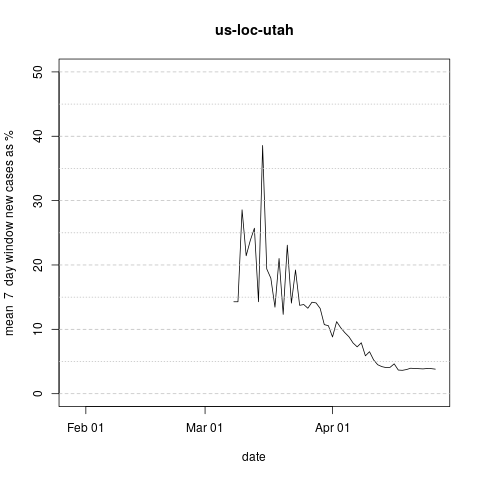 us-loc-utah
mean 7 day window new cases as %
50
40
30
20
10
0
Feb 01
Mar 01
Apr 01
date